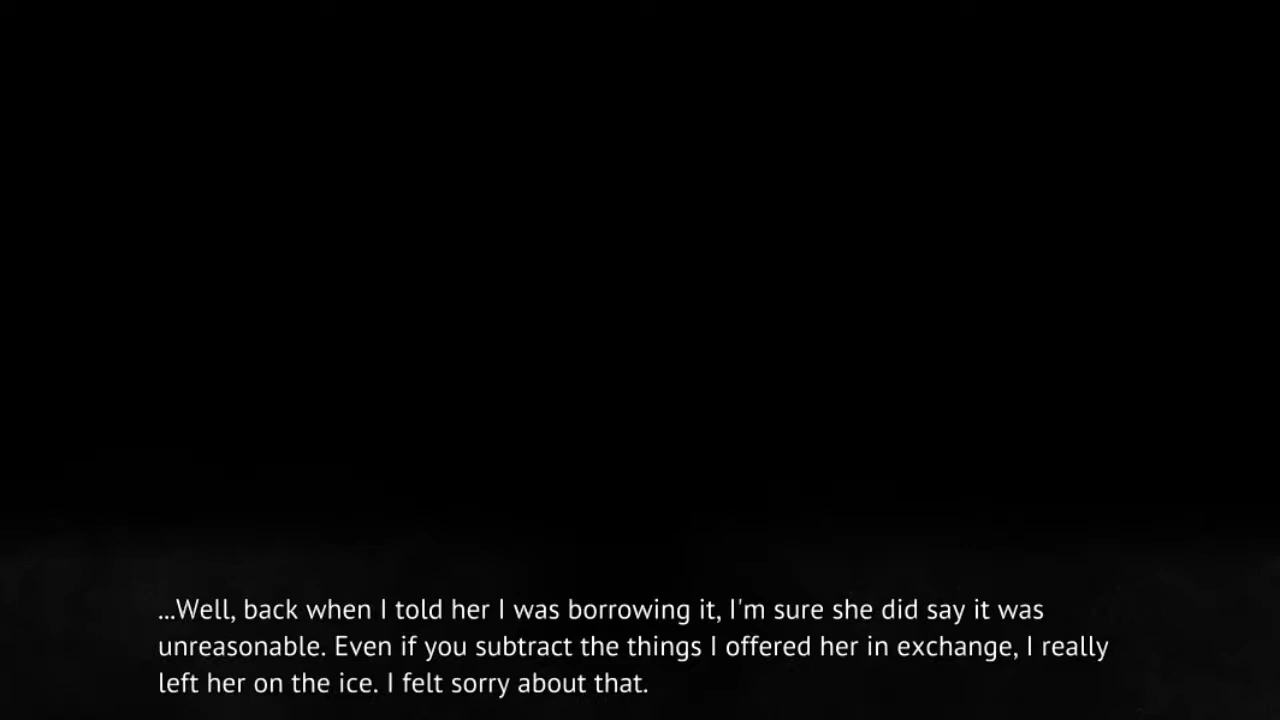 ...Well, back when I told her I was borrowing it, I'm sure she did say it was
unreasonable. Even if you subtract the things I offered her in exchange, I really
left her on the ice. I felt sorry about that.